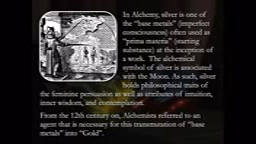 In Alchemy, silver is one of
the "base metals" (imperfect
consciousness) often used as
"prima materia" (starting
substance) at the inception of
a work. The alchemical
symbol of silver is associated
with the Moon. As such, silver
holds philosophical traits of
the feminine persuasion as well as attributes of intuition,
inner wisdom, and contemplation.
From the 12th century on, Alchemists referred to an
agent that is necessary for this transmutation of "base
metals" into "Gold".